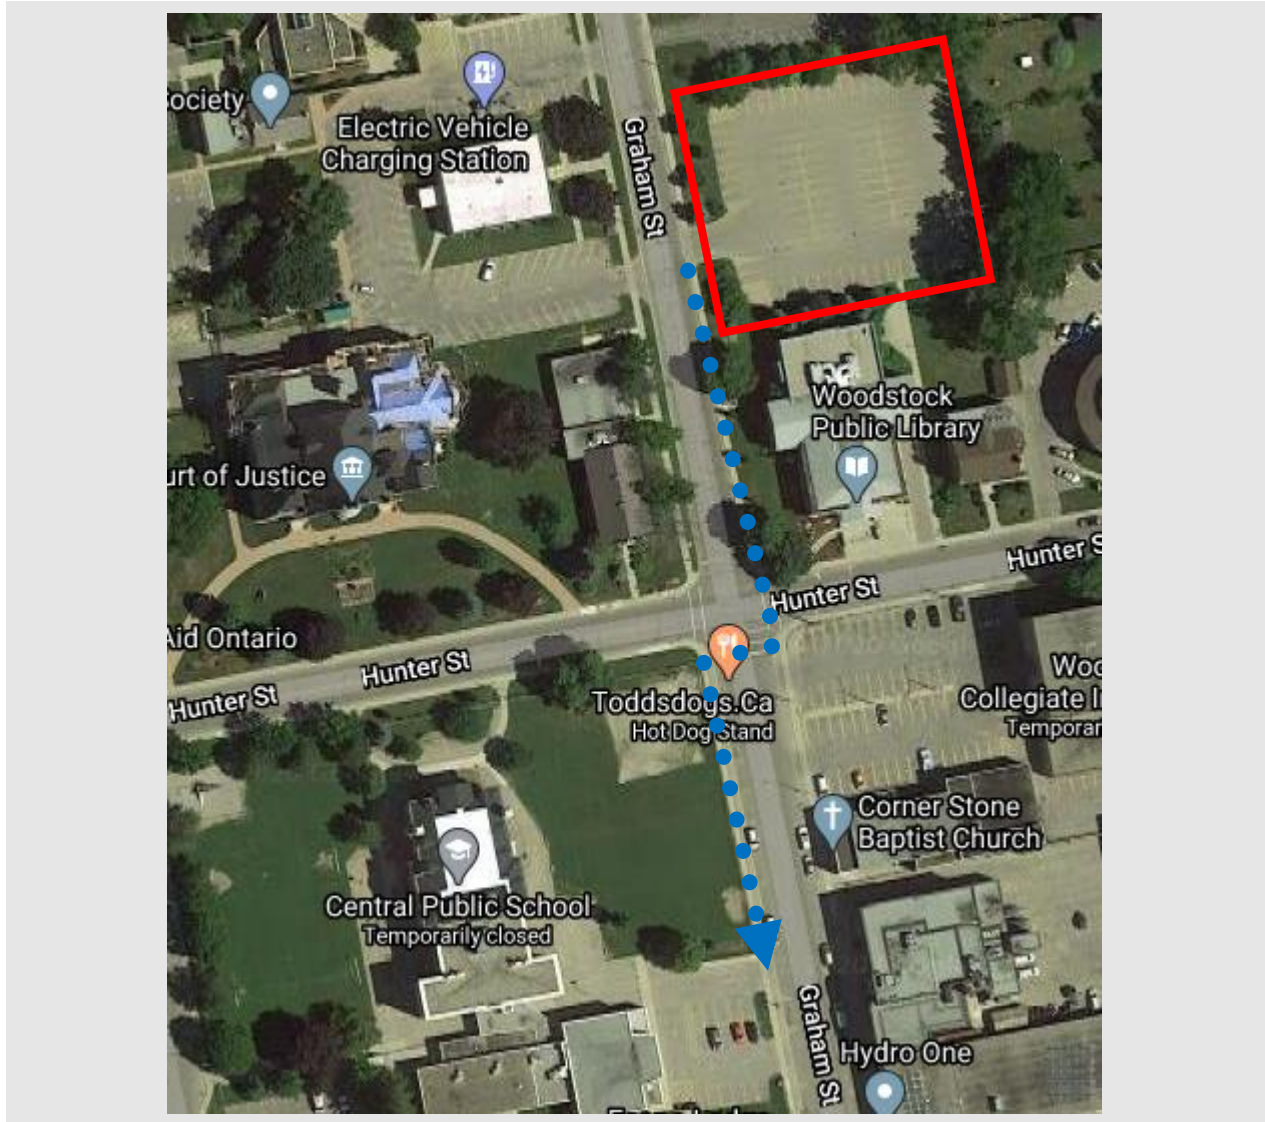 ociety
Electric Vehicle
Charging Station
Graham St
Woodstock
Public Library
urt of Justice
Hunter S
Hunter St
Aid Ontario
Hunter St
Hunter St
Toddsdogs.Ca
Hot Dog Stand
Woo
Collegiate I
Temporar
Corner Stone
Baptist Church
Central Public School
Temporarily closed
Graham St
Hydro One